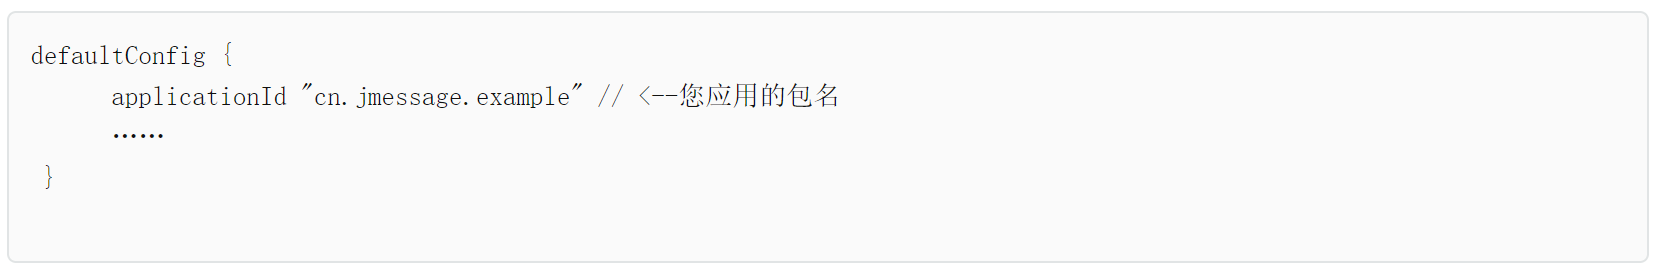 defaultConfig {
applicationId "cn.jmessage.example" // <--您应用的包名
……
}